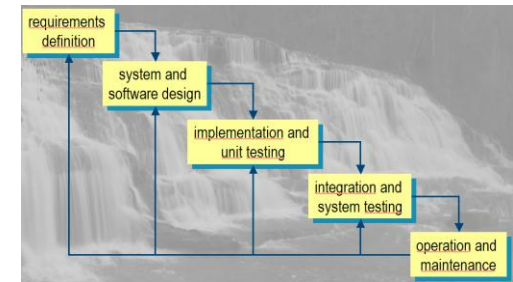 requirements
definition
system and
software design
implementation and
unit testing
integration and
system testing
operation and
maintenance